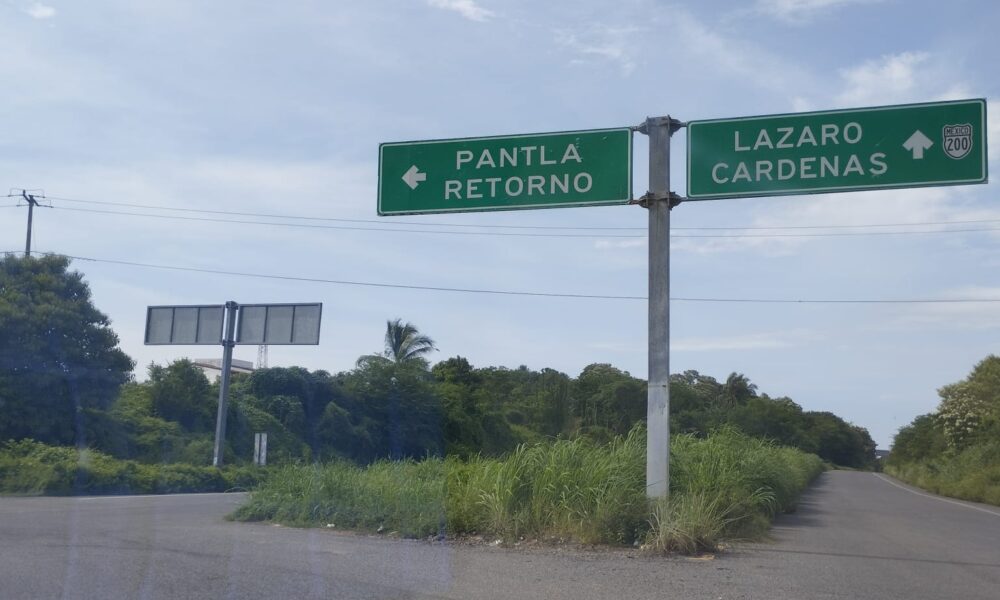 PANTLA
RETORNO
LAZARO
CARDENAS
MEXICO
200